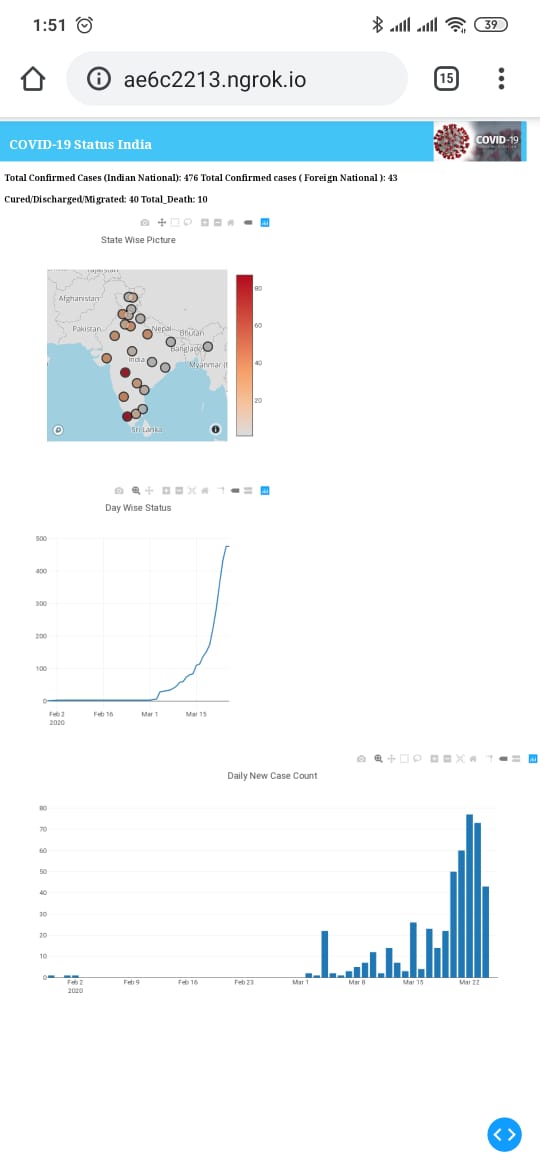 1:51
39
ae6c2213.ngrok.io
15
COVID-19 Status India
COVID-19
Total Confirmed Cases (Indian National): 476 Total Confirmed cases ( Foreign National ): 43
Cured/Discharged/Migrated: 40 Total_Death: 10
State Wise Picture
Afghanistan
Pakistan
Nepal
Bhutan
India
Myanmar (
Sri Lanka
80
60
40
20
Day Wise Status
500
400
300
200
100
0
Feb 2 Feb 16 Mar 1 Mar 15
2020
Daily New Case Count
80
70
60
50
40
30
20
10
0
Feb 2 Feb 9 Feb 16 Feb 23 Mar 1 Mar 8 Mar 15 Mar 22
2020